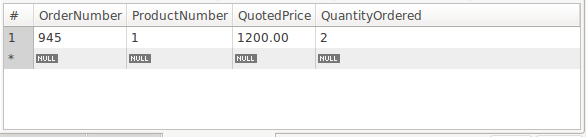 # OrderNumber ProductNumber QuotedPrice QuantityOrdered
1 945 1 1200.00 2
* NULL NULL NULL NULL